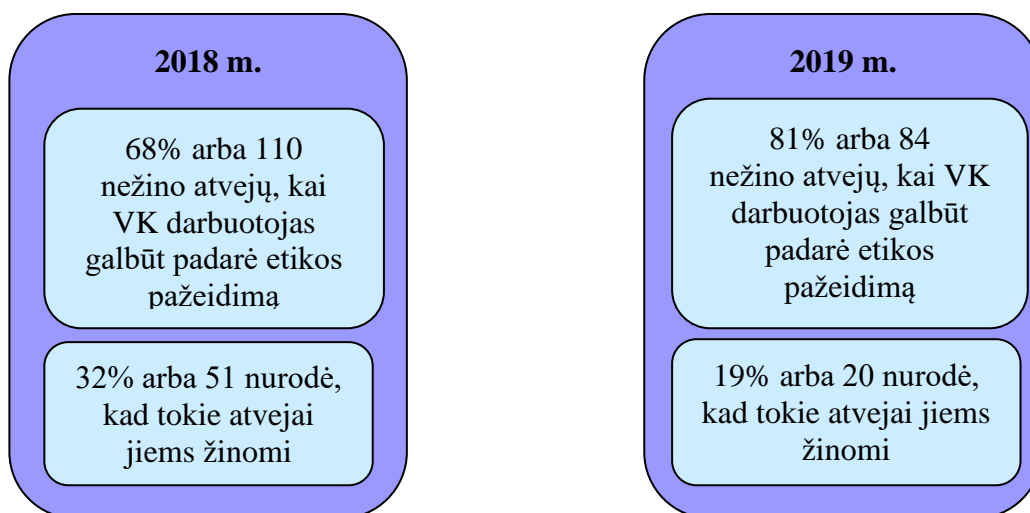 2018 m.
68% arba 110
nežino atvejų, kai
VK darbuotojas
galbūt padarė etikos
pažeidimą
32% arba 51 nurodė,
kad tokie atvejai
jiems žinomi
2019 m.
81% arba 84
nežino atvejų, kai VK
darbuotojas galbūt
padarė etikos
pažeidimą
19% arba 20 nurodė,
kad tokie atvejai jiems
žinomi